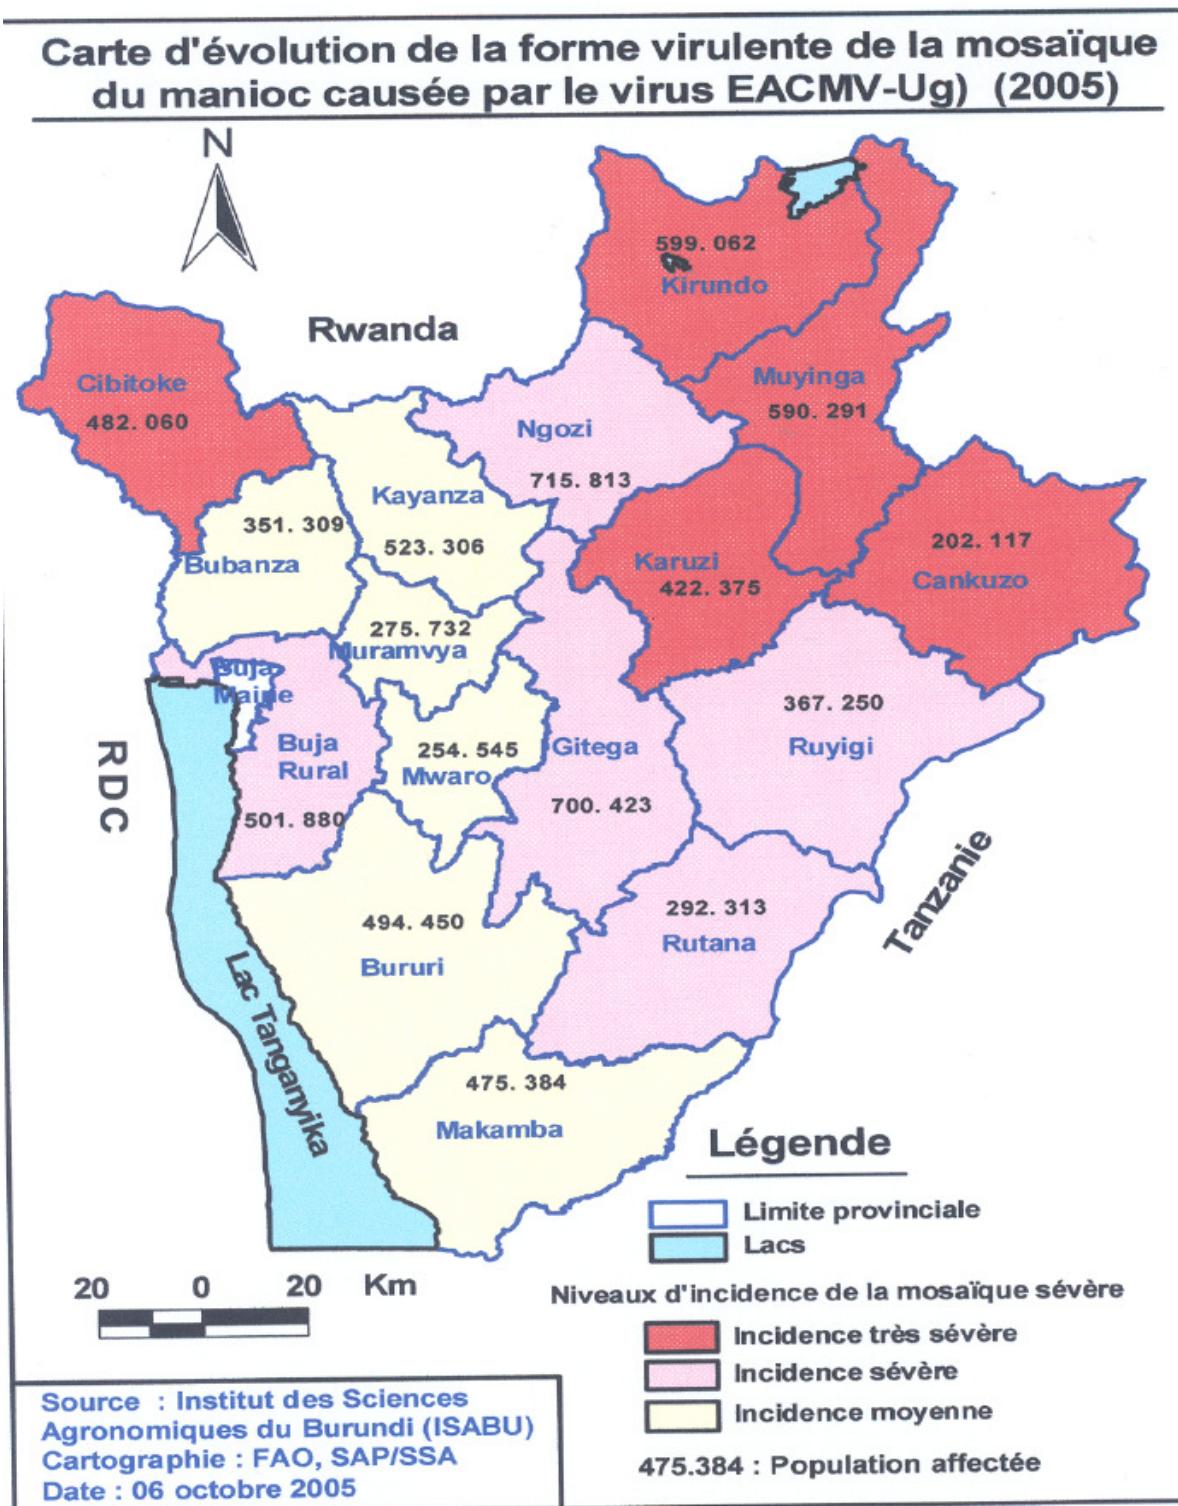 Carte d'évolution de la forme virulente de la mosaïque
du manioc causée par le virus EACMV-Ug) (2005)
N
599. 062
Kirundo
Rwanda
Cibitoke
482. 060
Muyinga
590. 291
Ngozi
715. 813
Kayanza
523. 306
351. 309
Bubanza
Karuzi
422. 375
202. 117
Cankuzo
275. 732
Muramvya
Buja
Mairie
367. 250
Ruyigi
Buja
Rural
501. 880
254. 545
Mwaro
Gitega
700. 423
RDC
Tanzanie
292. 313
Rutana
494. 450
Bururi
Lac Tanganyika
475. 384
Makamba
Légende
Limite provinciale
Lacs
20 0 20 Km
Niveaux d'incidence de la mosaïque sévère
Incidence très sévère
Incidence sévère
Incidence moyenne
475.384 : Population affectée
Source : Institut des Sciences
Agronomiques du Burundi (ISABU)
Cartographie : FAO, SAP/SSA
Date : 06 octobre 2005